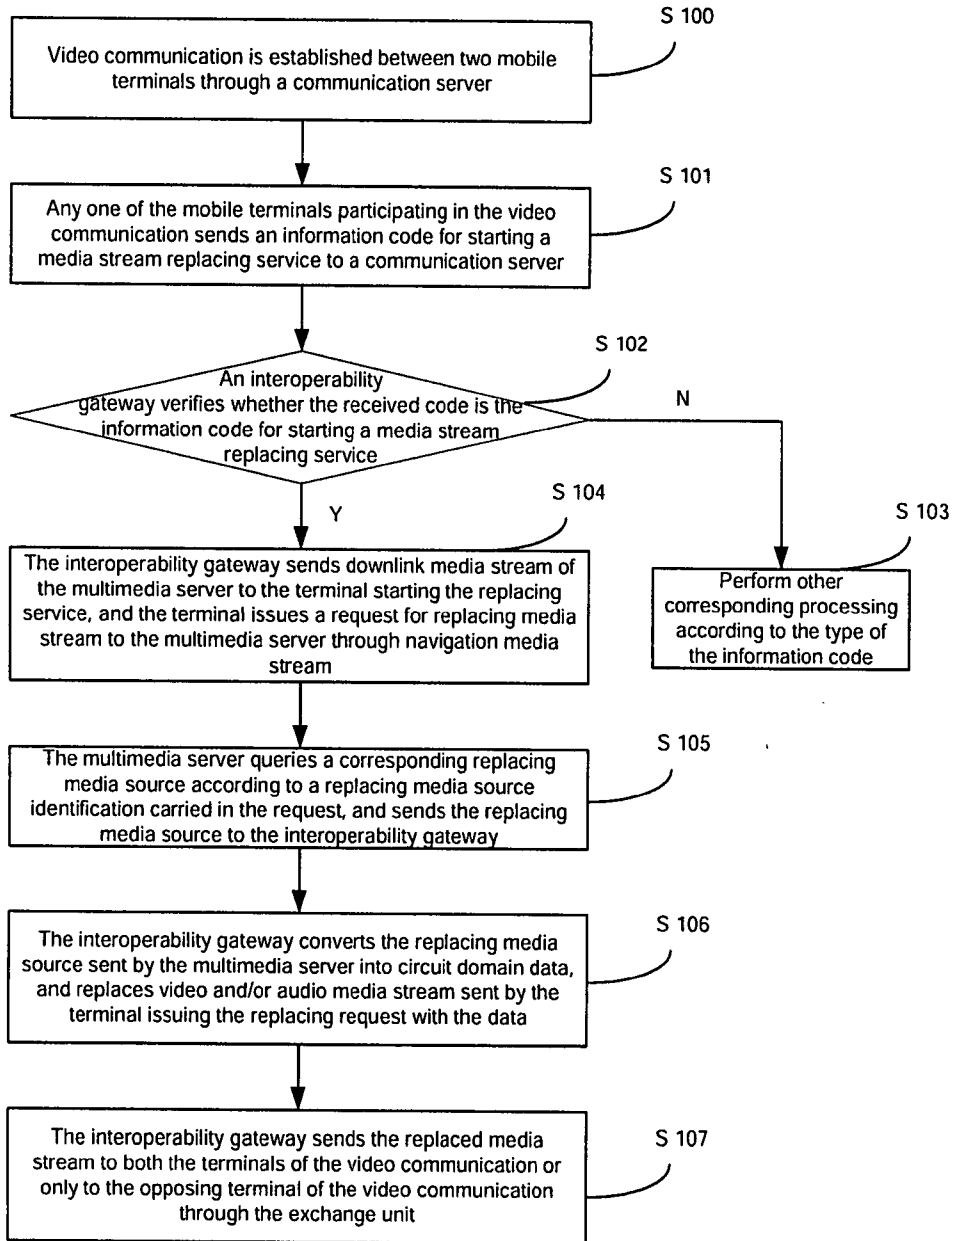 S 100
Video communication is established between two mobile
terminals through a communication server
S 101
Any one of the mobile terminals participating in the video
communication sends an information code for starting a
media stream replacing service to a communication server
S 102
An interoperability
gateway verifies whether the received code is the
information code for starting a media stream
replacing service
N
Y
S 104
S 103
The interoperability gateway sends downlink media stream of
the multimedia server to the terminal starting the replacing
service, and the terminal issues a request for replacing media
stream to the multimedia server through navigation media
stream
Perform other
corresponding processing
according to the type of
the information code
S 105
The multimedia server queries a corresponding replacing
media source according to a replacing media source
identification carried in the request, and sends the replacing
media source to the interoperability gateway
S 106
The interoperability gateway converts the replacing media
source sent by the multimedia server into circuit domain data,
and replaces video and/or audio media stream sent by the
terminal issuing the replacing request with the data
S 107
The interoperability gateway sends the replaced media
stream to both the terminals of the video communication or
only to the opposing terminal of the video communication
through the exchange unit